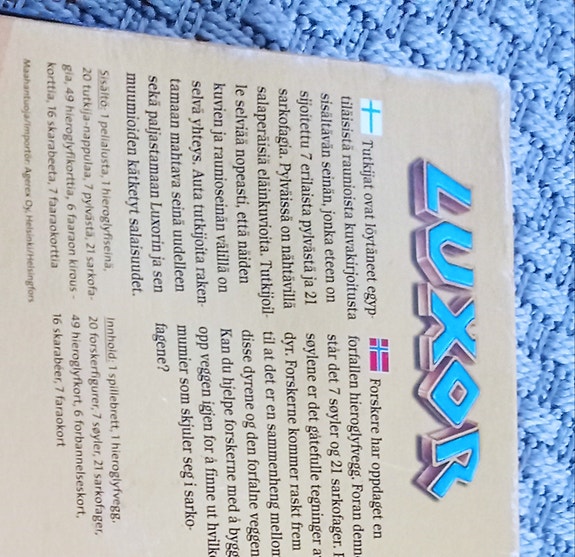 LUXOR
Tutkijat ovat löytäneet egyp-
tiläisistä raunioista kuvakirjoitusta
sisältävän seinän, jonka eteen on
sijoitettu 7 erilaista pylvästä ja 21
sarkofagia. Pylväissä on nähtävillä
salaperäisiä eläinkuvioita. Tutkijoil-
le selviää nopeasti, että näiden
kuvien ja raunioseinän välillä on
selvä yhteys. Auta tutkijoita raken-
tamaan mahtava seinä uudelleen
sekä paljastamaan Luxorin ja sen
muumioiden kätketyt salaisuudet.
Sisältö: 1 pelialusta, 1 hieroglyfiseinä,
20 tutkija-nappulaa, 7 pylvästä, 21 sarkofa-
gia, 49 hieroglyfikorttia, 6 faaraon kirous -
korttia, 16 skarabeeta, 7 faaraokorttia
Maahantuoja/Importör: Agerex Oy, Helsinki/Helsingfors
Forskere har oppdaget en
forfallen hieroglyfvegg. Foran denn
står det 7 søyler og 21 sarkofager.
søylene er det gåtefulle tegninger
dyr. Forskerne kommer raskt frem
til at det er en sammenheng mellom
disse dyrene og den forfalne veggen
Kan du hjelpe forskerne med å bygg
opp veggen igjen for å finne ut hvilke
mumier som skjuler seg i sarko-
fagene?
Innhold: 1 spillebrett, 1 hieroglyfvegg,
20 forskerfigurer, 7 søyler, 21 sarkofager,
49 hieroglyfkort, 6 forbannelseskort,
16 skarabéer, 7 faraokort